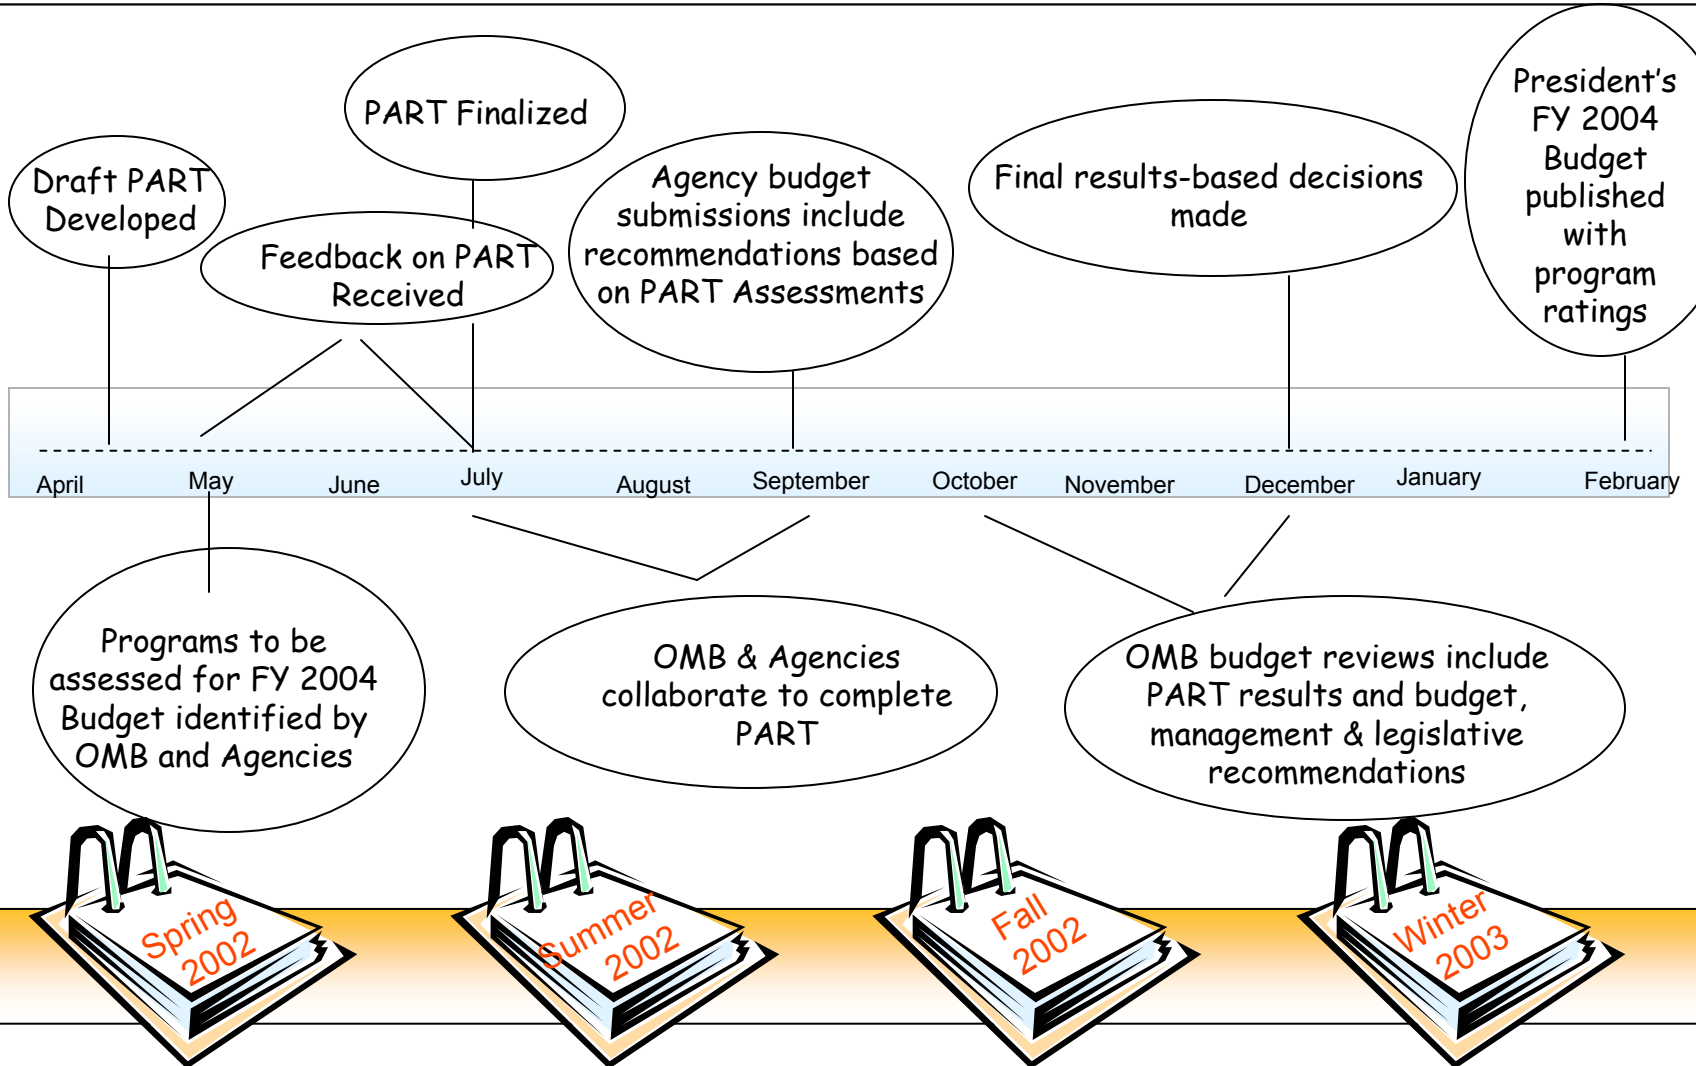 Draft PART
Developed
PART Finalized
Feedback on PART
Received
Agency budget
submissions include
recommendations based
on PART Assessments
Final results-based decisions
made
President's
FY 2004
Budget
published
with
program
ratings
April
May
June
July
August
September
October
November
December
January
February
Programs to be
assessed for FY 2004
Budget identified by
OMB and Agencies
OMB & Agencies
collaborate to complete
PART
OMB budget reviews include
PART results and budget,
management & legislative
recommendations
Spring
2002
Summer
2002
Fall
2002
Winter
2003